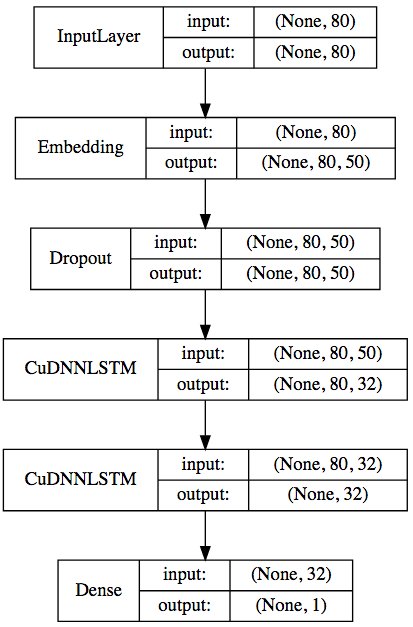 InputLayer
input: (None, 80)
output: (None, 80)
Embedding
input: (None, 80)
output: (None, 80, 50)
Dropout
input: (None, 80, 50)
output: (None, 80, 50)
CuDNNLSTM
input: (None, 80, 50)
output: (None, 80, 32)
CuDNNLSTM
input: (None, 80, 32)
output: (None, 32)
Dense
input: (None, 32)
output: (None, 1)